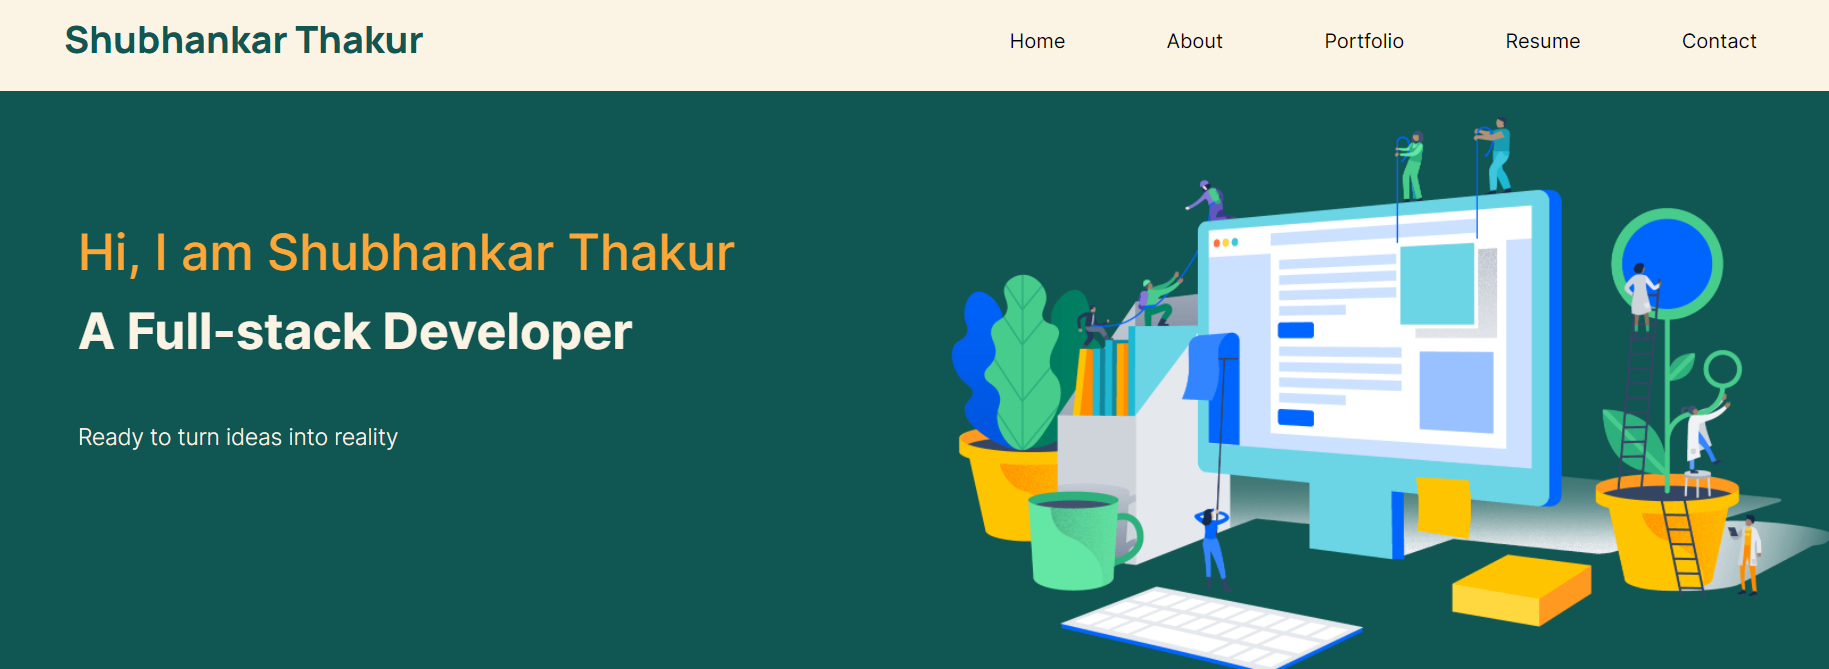 Shubhankar Thakur
Home About Portfolio Resume Contact
Hi, I am Shubhankar Thakur
A Full-stack Developer
Ready to turn ideas into reality